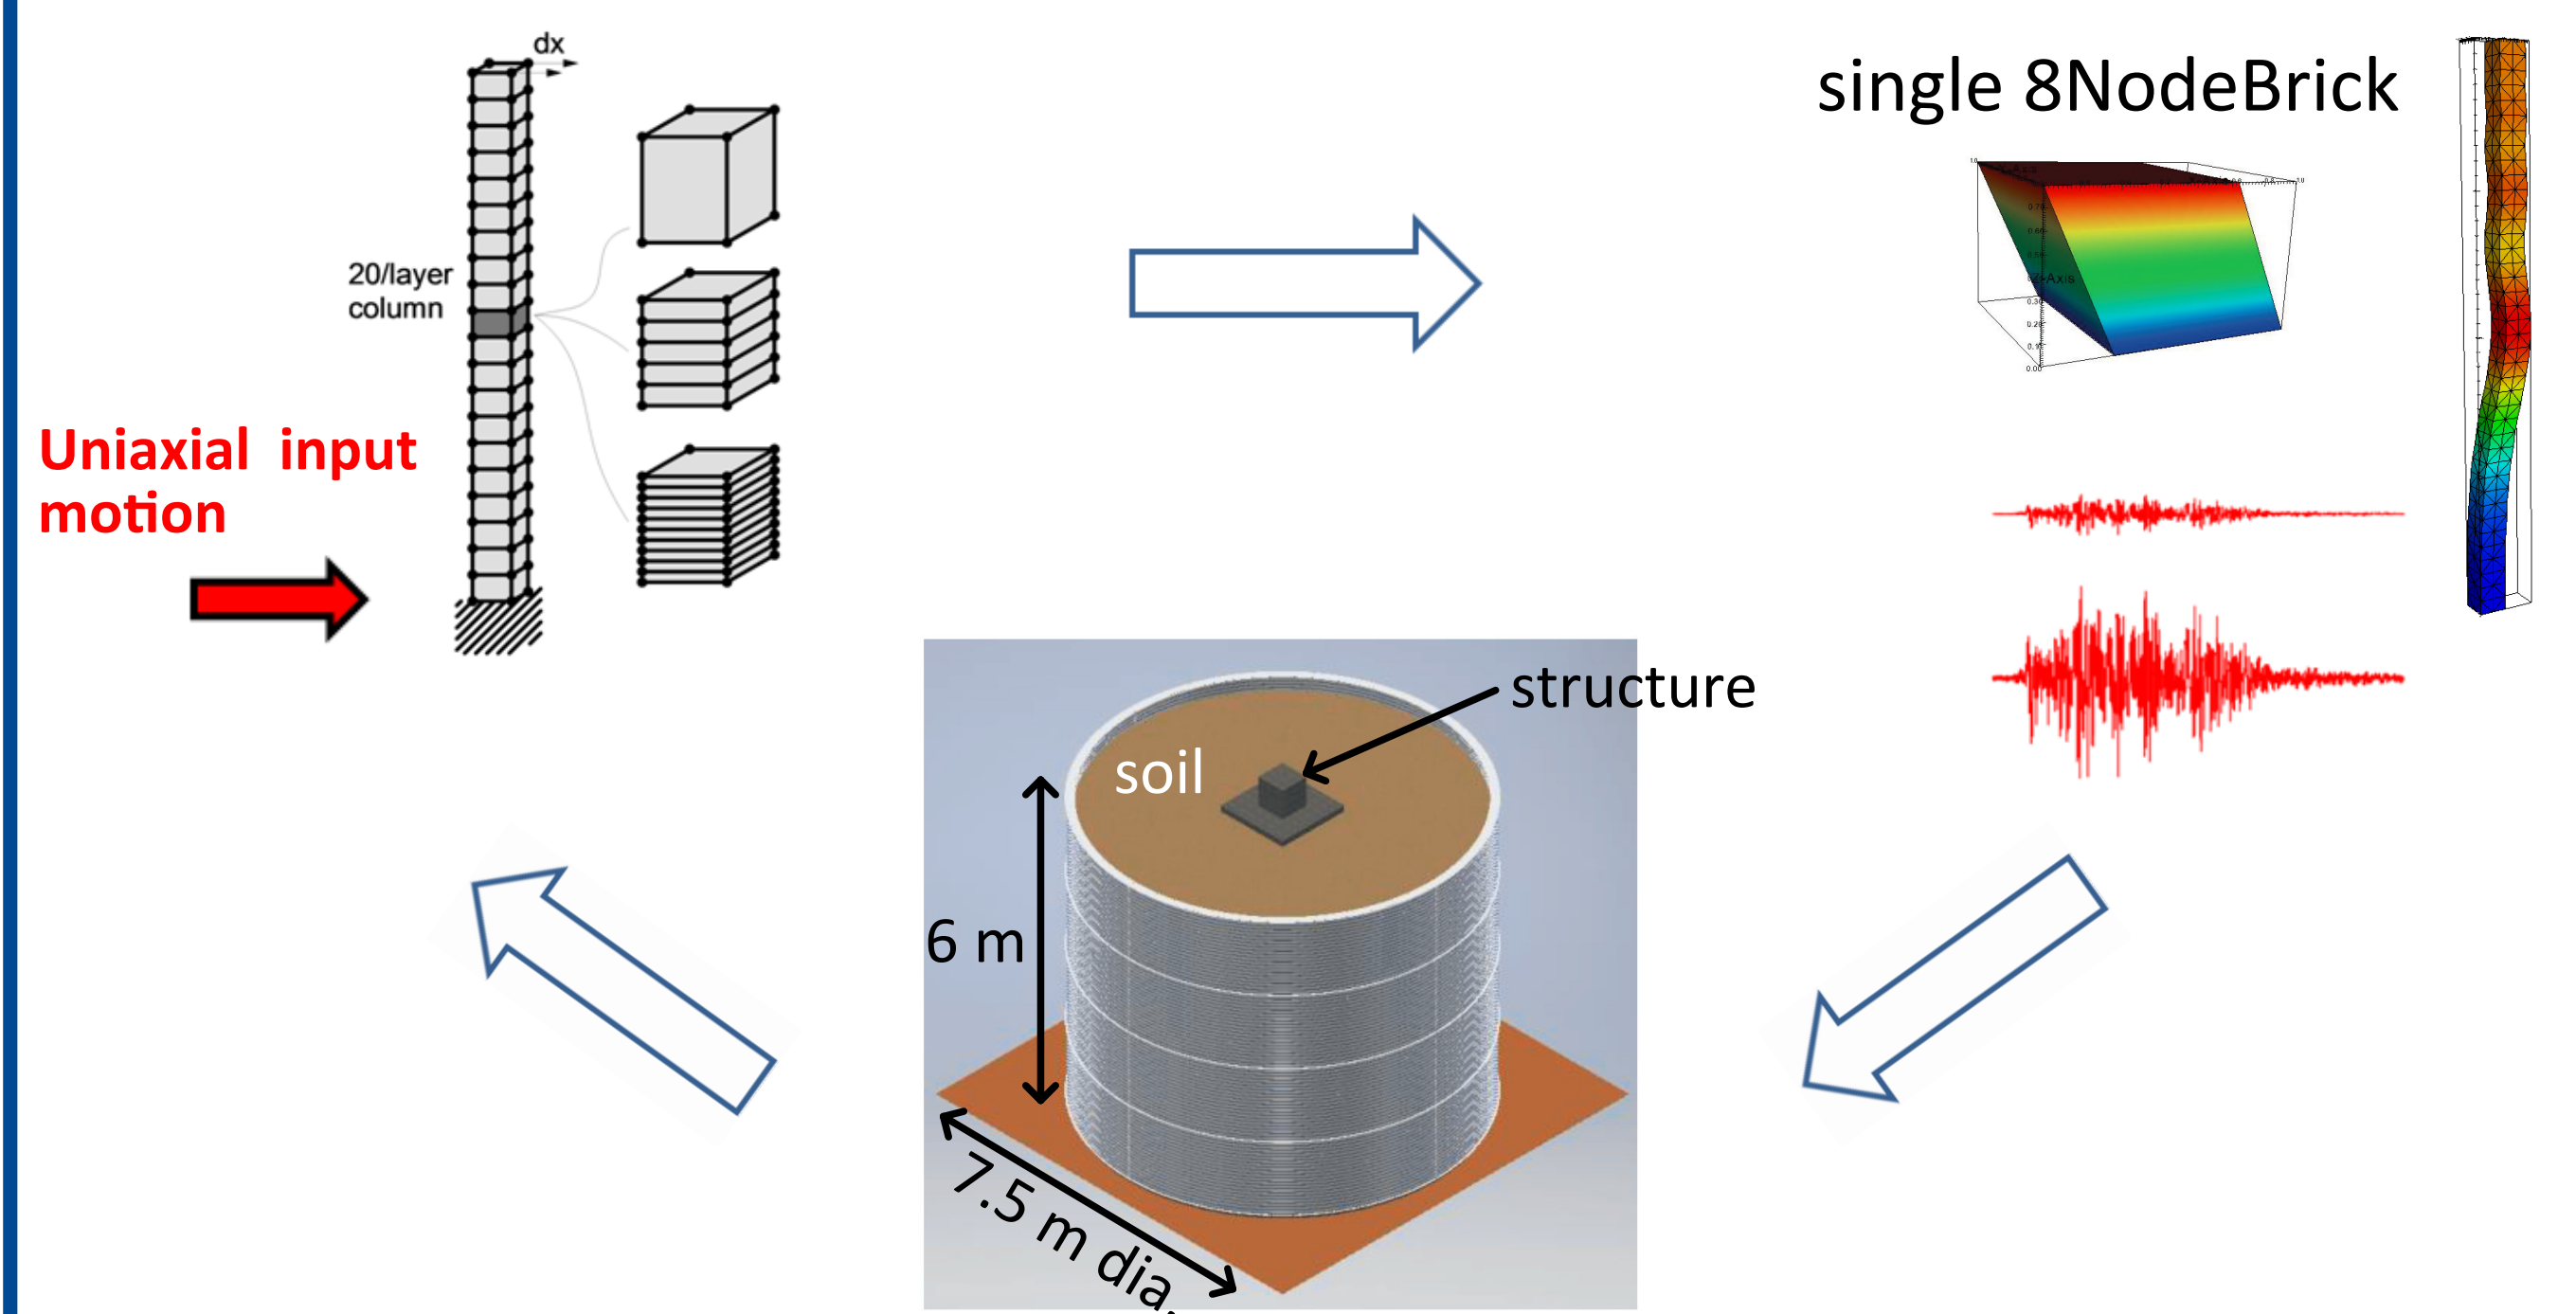 dx
single 8NodeBrick
20/layer
column
Uniaxial input
motion
structure
soil
6 m
7.5 m dia.